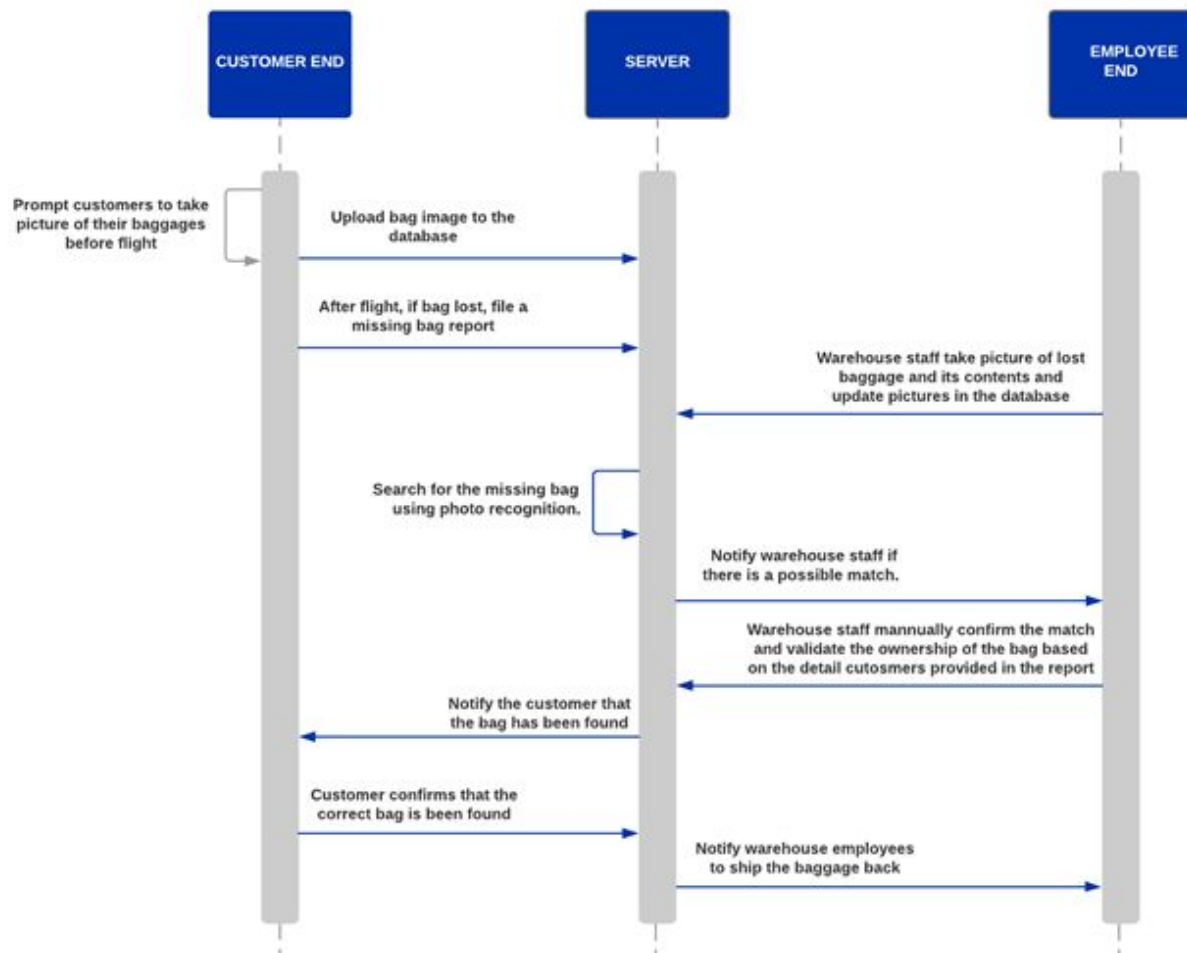 CUSTOMER END
SERVER
EMPLOYEE
END
Prompt customers to take
picture of their baggages
before flight
Upload bag image to the
database
After flight, if bag lost, file a
missing bag report
Warehouse staff take picture of lost
baggage and its contents and
update pictures in the database
Search for the missing bag
using photo recognition.
Notify warehouse staff if
there is a possible match.
Warehouse staff mannually confirm the match
and validate the ownership of the bag based
on the detail cutosmers provided in the report
Notify the customer that
the bag has been found
Customer confirms that the
correct bag is been found
Notify warehouse employees
to ship the baggage back